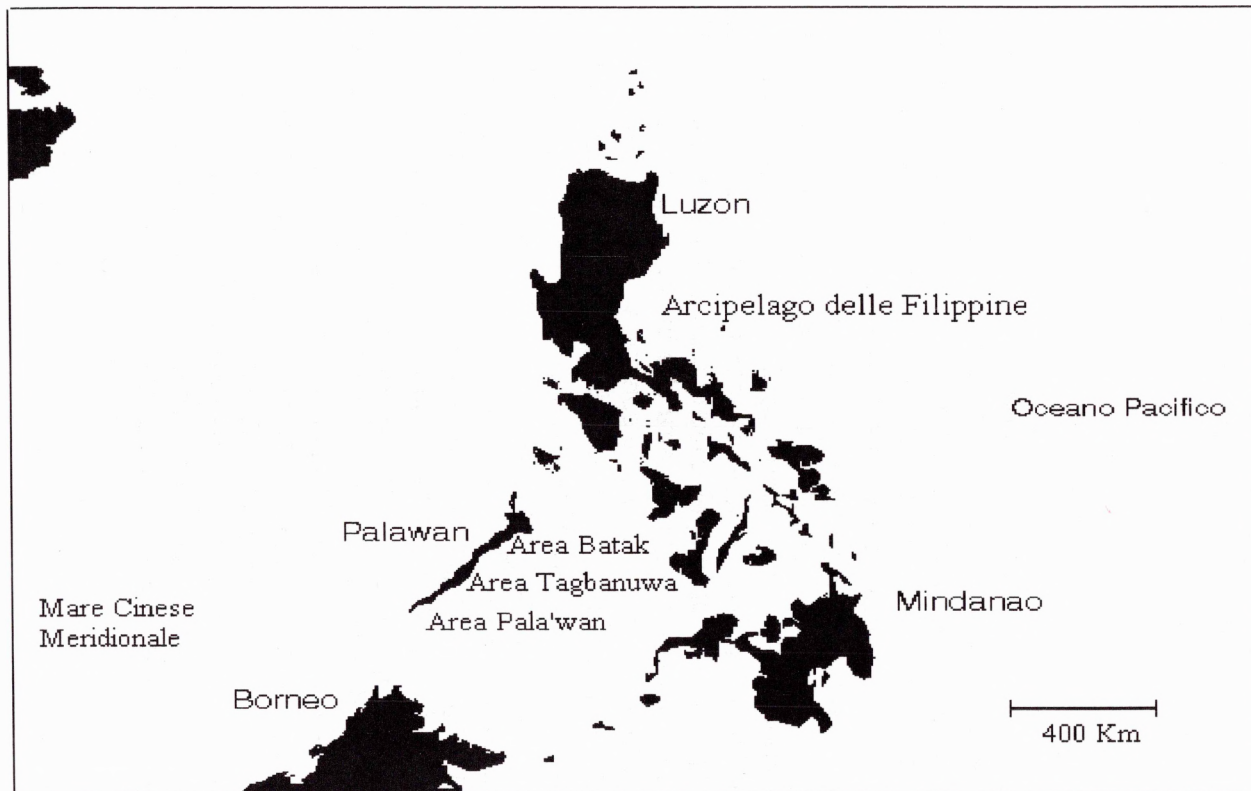 Luzon
Arcipelago delle Filippine
Oceano Pacifico
Palawan
Area Batak
Area Tagbanuwa
Area Pala'wan
Mare Cinese
Meridionale
Mindanao
Borneo
400 Km